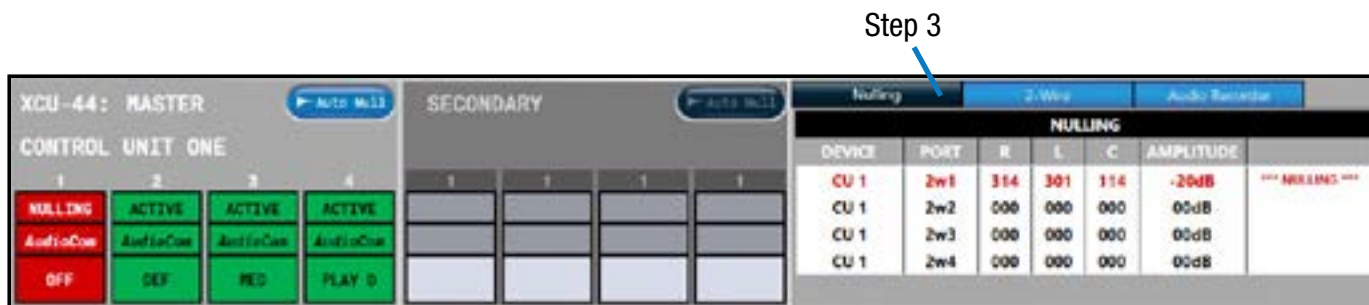 Step 3
XCU-44: MASTER
Auto Null
CONTROL UNIT ONE
1 2 3 4
NULLING ACTIVE ACTIVE ACTIVE
AudioCom AudioCom AudioCom AudioCom
OFF DEF MED PLAY D
SECONDARY
Auto Null
1 1 1 1
Nulling 2-Wire Audio Recorder
NULLING
DEVICE PORT R L C AMPLITUDE
CU 1 2w1 314 301 114 -20dB *** NULLING ***
CU 1 2w2 000 000 000 00dB
CU 1 2w3 000 000 000 00dB
CU 1 2w4 000 000 000 00dB